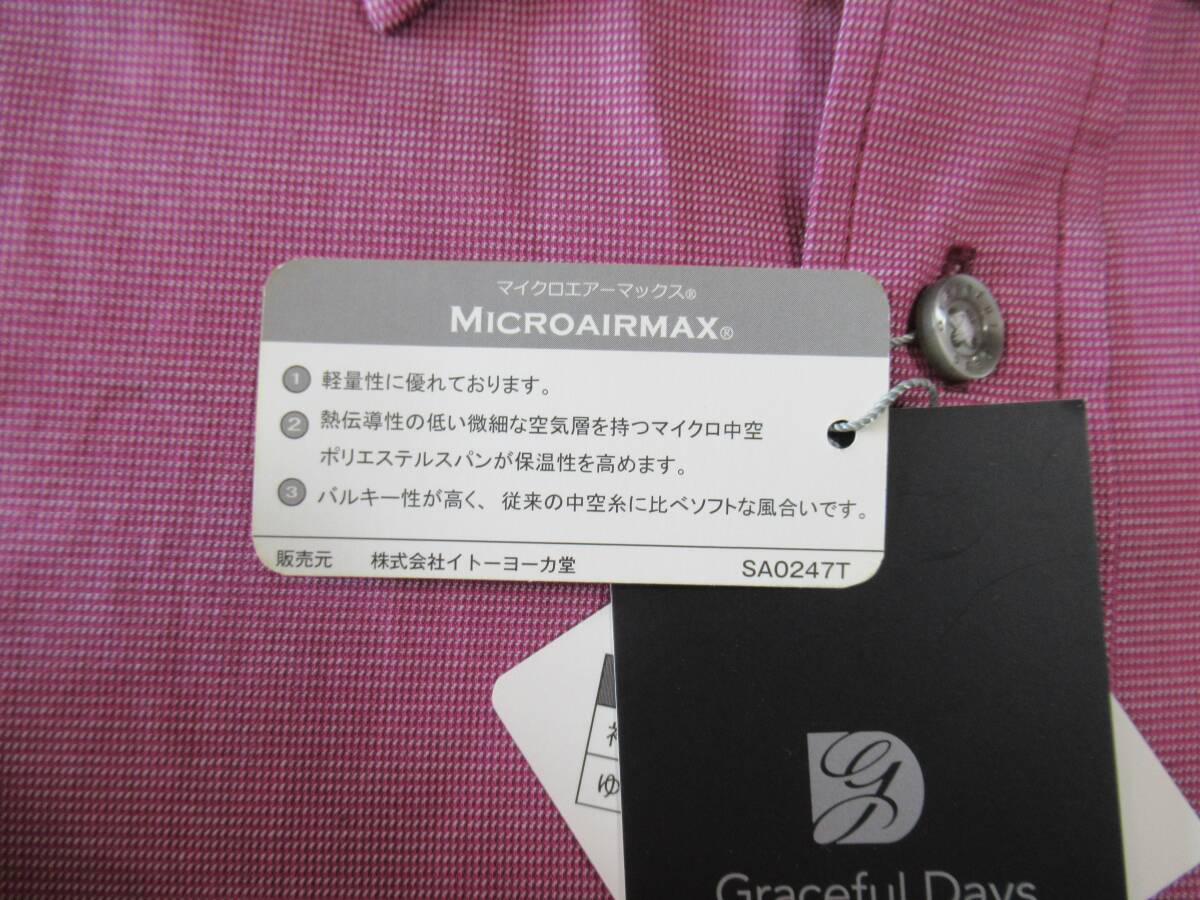 マイクロエアーマックス®
MICROAIRMAX®
1 軽量性に優れております。
2 熱伝導性の低い微細な空気層を持つマイクロ中空
ポリエステルスパンが保温性を高めます。
3 バルキー性が高く、従来の中空糸に比べソフトな風合いです。
販売元 株式会社イトーヨーカ堂 SA0247T
ゆ
Graceful Days